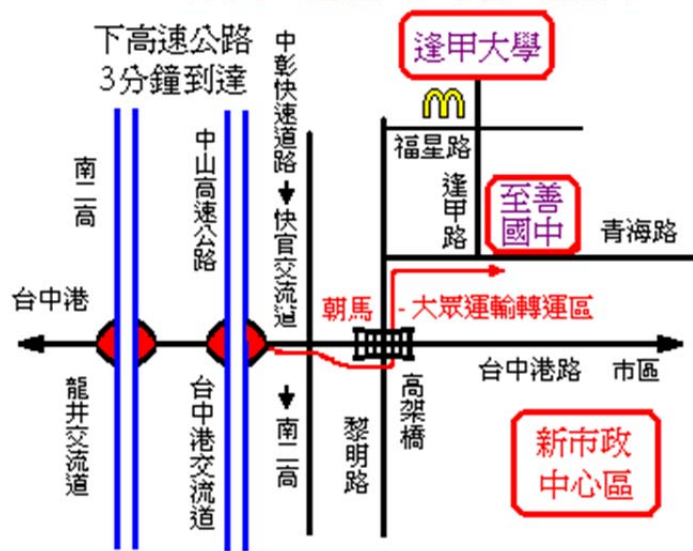 下高速公路
3分鐘到達
中彰快速道路
快官交流道
南二高
逢甲大學
福星路
逢甲路
至善
國中
青海路
南二高
中山高速公路
台中港
朝馬
-大眾運輸轉運區
台中港路
市區
龍井交流道
台中港交流道
黎明路
高架橋
新市政
中心區